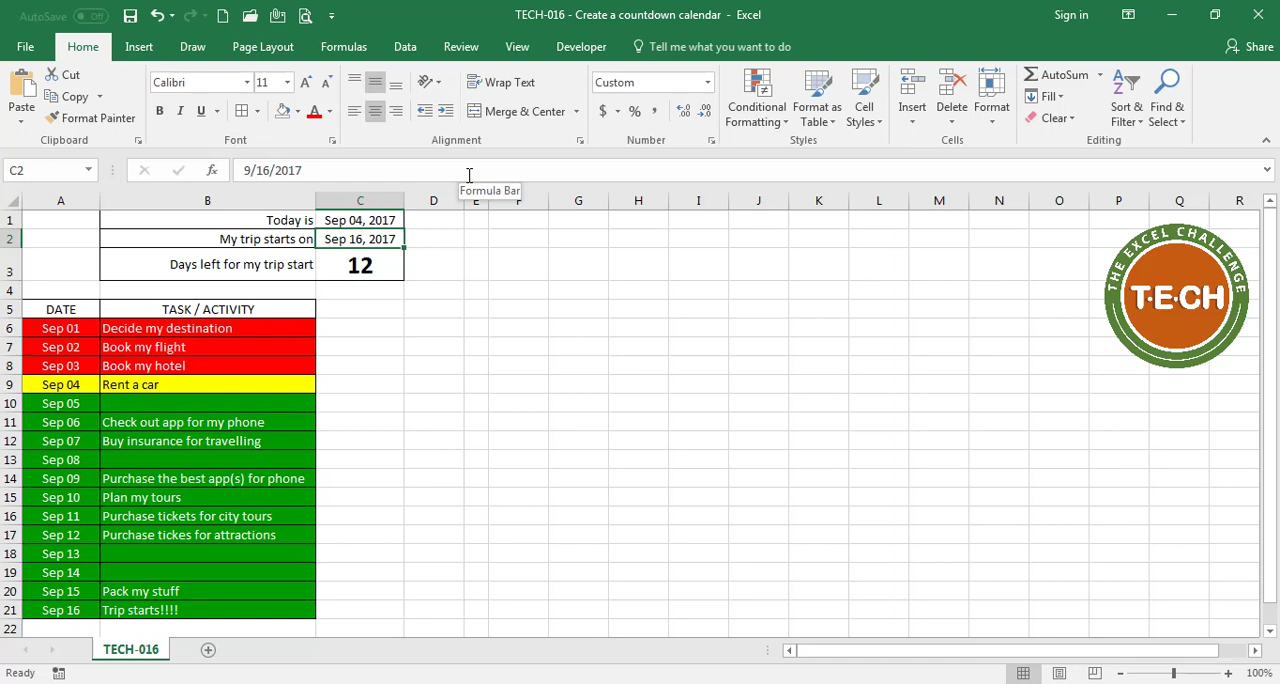 AutoSave Off
TECH-016 - Create a countdown calendar - Excel
Sign in
File Home Insert Draw Page Layout Formulas Data Review View Developer Tell me what you want to do Share
Paste
Cut
Copy
Format Painter
Clipboard
Calibri 11
B I U
Font
Wrap Text
Merge & Center
Alignment
Custom
$ % ,
Number
Conditional Formatting
Format as Table
Cell Styles
Styles
Insert
Delete
Format
Cells
AutoSum
Fill
Clear
Sort & Filter
Find & Select
Editing
C2 fx 9/16/2017
Formula Bar
A B C D E F G H I J K L M N O P Q R
1 Today is Sep 04, 2017
2 My trip starts on Sep 16, 2017
3 Days left for my trip start 12
4
5 DATE TASK / ACTIVITY
6 Sep 01 Decide my destination
7 Sep 02 Book my flight
8 Sep 03 Book my hotel
9 Sep 04 Rent a car
10 Sep 05
11 Sep 06 Check out app for my phone
12 Sep 07 Buy insurance for travelling
13 Sep 08
14 Sep 09 Purchase the best app(s) for phone
15 Sep 10 Plan my tours
16 Sep 11 Purchase tickets for city tours
17 Sep 12 Purchase tickes for attractions
18 Sep 13
19 Sep 14
20 Sep 15 Pack my stuff
21 Sep 16 Trip starts!!!!
22
THE EXCEL CHALLENGE
T·E·CH
TECH-016
Ready
100%